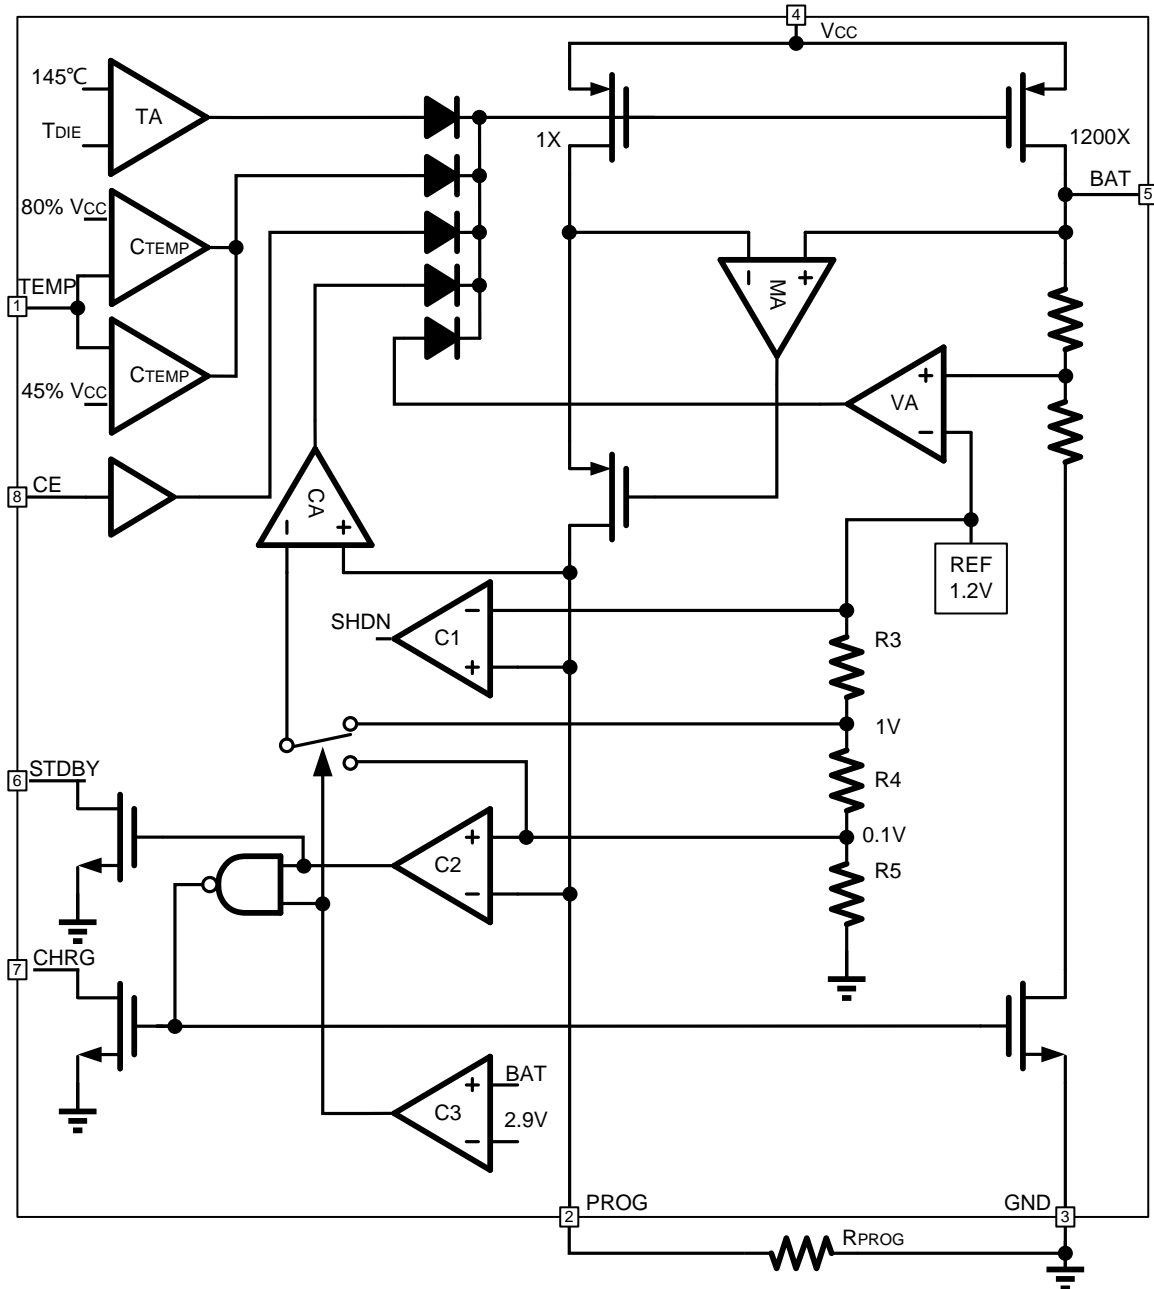 4
VCC
145℃
TA
TDIE
1X
1200X
BAT
5
80% VCC
CTEMP
TEMP
1
− +
MA
CTEMP
45% VCC
+
VA
−
8
CE
CA
− +
REF
1.2V
SHDN
−
C1
+
R3
1V
6
STDBY
R4
+
0.1V
C2
−
R5
7
CHRG
+
BAT
C3
2.9V
−
2
PROG
GND
3
RPROG